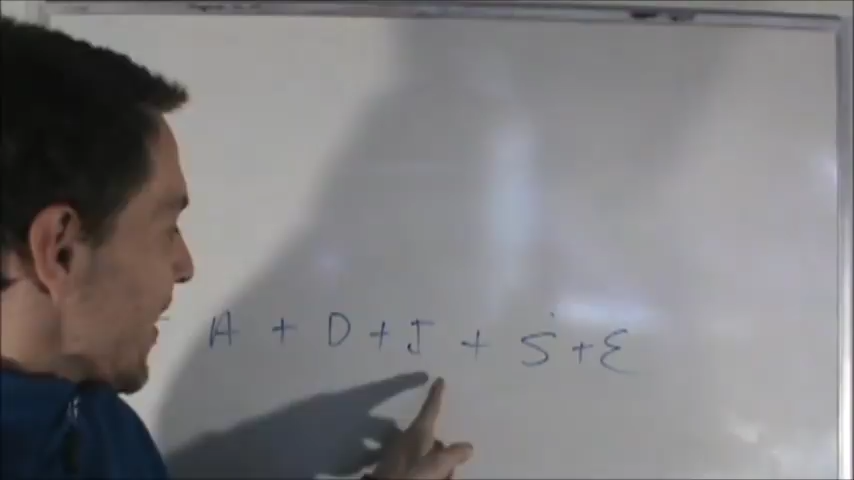 A + D + J + S + E